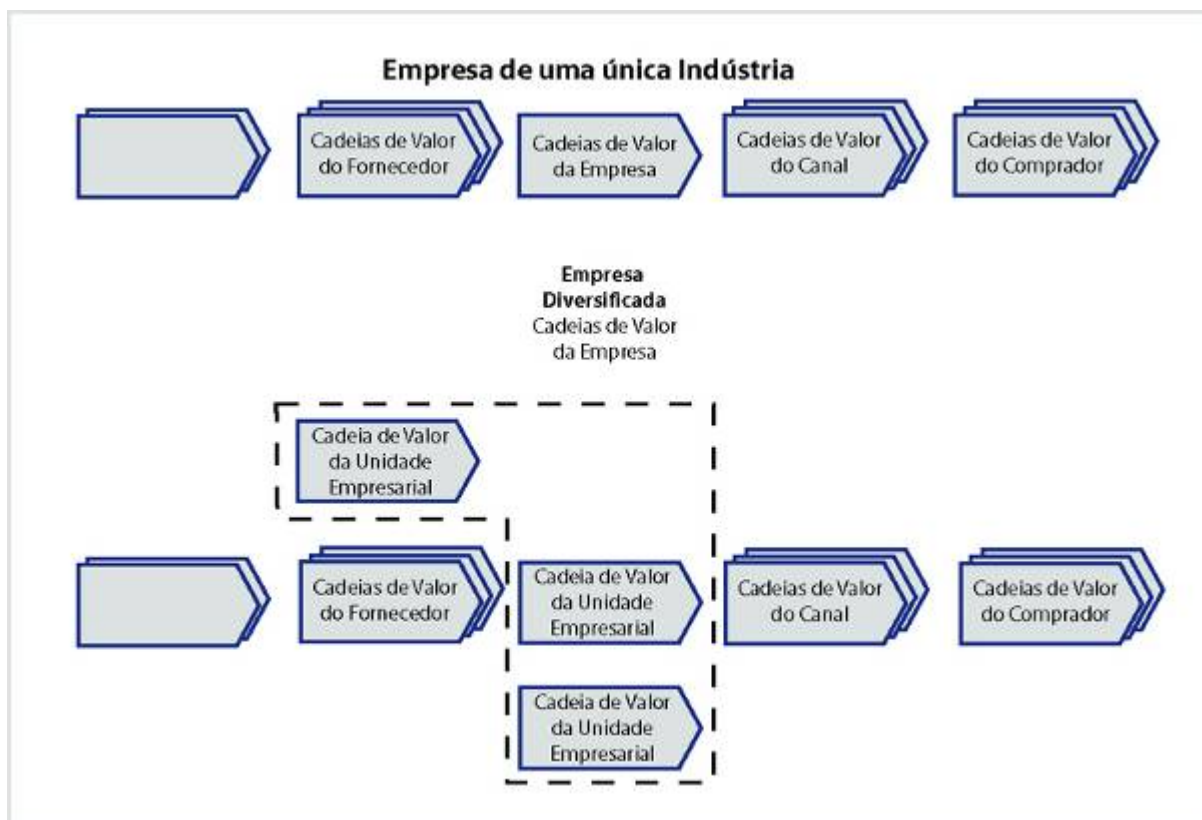 Empresa de uma única Indústria
Cadeias de Valor
do Fornecedor
Cadeias de Valor
da Empresa
Cadeias de Valor
do Canal
Cadeias de Valor
do Comprador
Empresa
Diversificada
Cadeias de Valor
da Empresa
Cadeia de Valor
da Unidade
Empresarial
Cadeias de Valor
do Fornecedor
Cadeia de Valor
da Unidade
Empresarial
Cadeias de Valor
do Canal
Cadeias de Valor
do Comprador
Cadeia de Valor
da Unidade
Empresarial